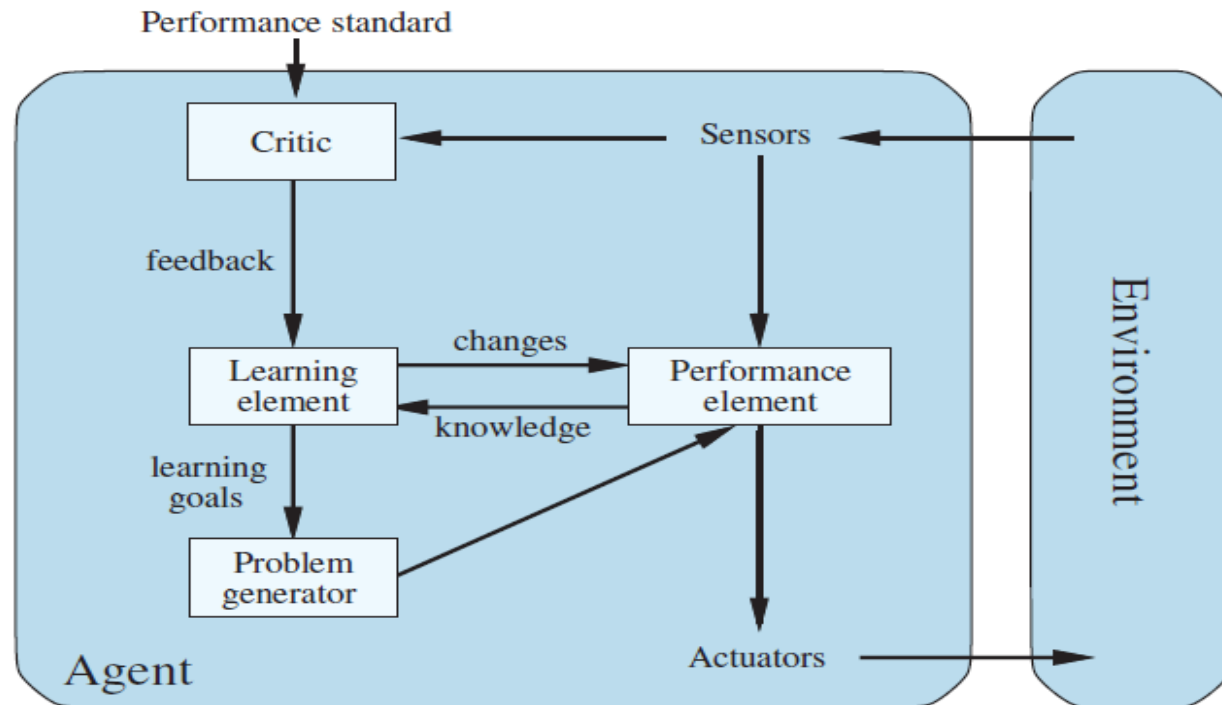 Performance standard
Critic
Sensors
feedback
changes
Learning
element
Performance
element
knowledge
learning
goals
Problem
generator
Agent
Actuators
Environment